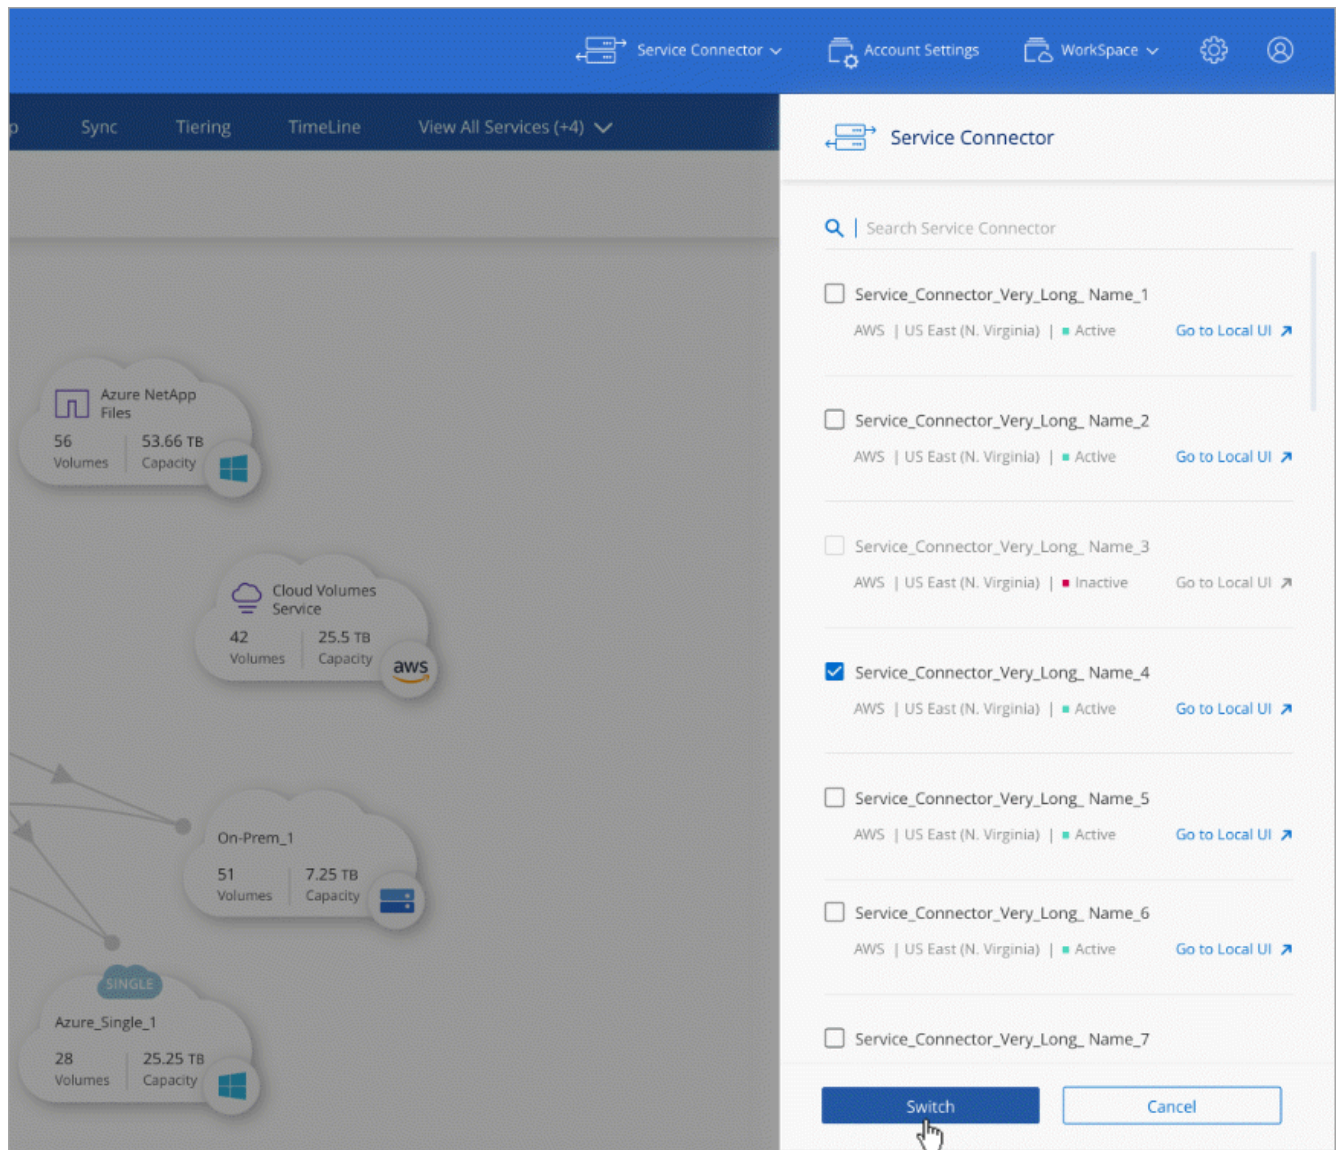 Service Connector
Account Settings
WorkSpace
p
Sync
Tiering
TimeLine
View All Services (+4)
Azure NetApp
Files
56
53.66 TB
Volumes
Capacity
Cloud Volumes
Service
42
25.5 TB
Volumes
Capacity
aws
On-Prem_1
51
7.25 TB
Volumes
Capacity
SINGLE
Azure_Single_1
28
25.25 TB
Volumes
Capacity
Service Connector
Search Service Connector
Service_Connector_Very_Long_ Name_1
AWS | US East (N. Virginia) | Active Go to Local UI
Service_Connector_Very_Long_ Name_2
AWS | US East (N. Virginia) | Active Go to Local UI
Service_Connector_Very_Long_ Name_3
AWS | US East (N. Virginia) | Inactive Go to Local UI
Service_Connector_Very_Long_ Name_4
AWS | US East (N. Virginia) | Active Go to Local UI
Service_Connector_Very_Long_ Name_5
AWS | US East (N. Virginia) | Active Go to Local UI
Service_Connector_Very_Long_ Name_6
AWS | US East (N. Virginia) | Active Go to Local UI
Service_Connector_Very_Long_ Name_7
Switch
Cancel